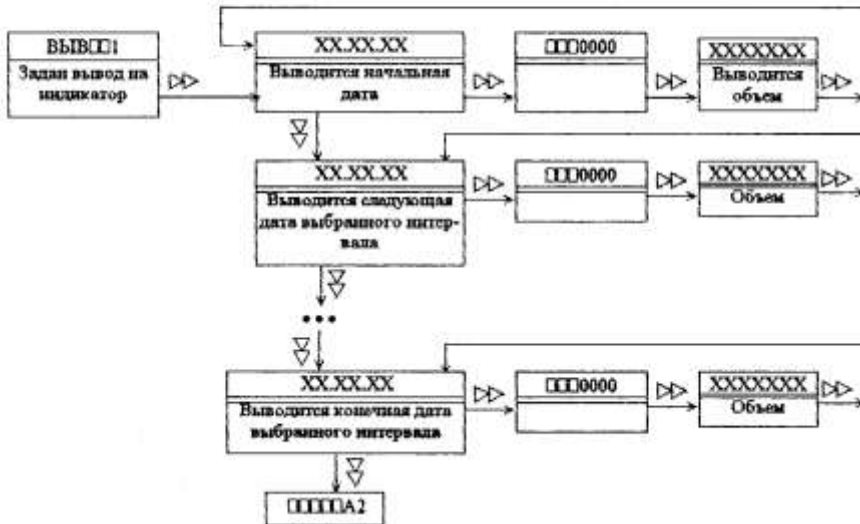 ВЫВ□□1
Задан вывод на
индикатор
XX.XX.XX
Выводится начальная
дата
□□□0000
XXXXXXX
Выводится
объем
XX.XX.XX
Выводится следующая
дата выбранного интер-
вала
□□□0000
XXXXXXXX
Объем
•••
XX.XX.XX
Выводится конечная дата
выбранного интервала
□□□0000
XXXXXXXX
Объем
□□□□□А2